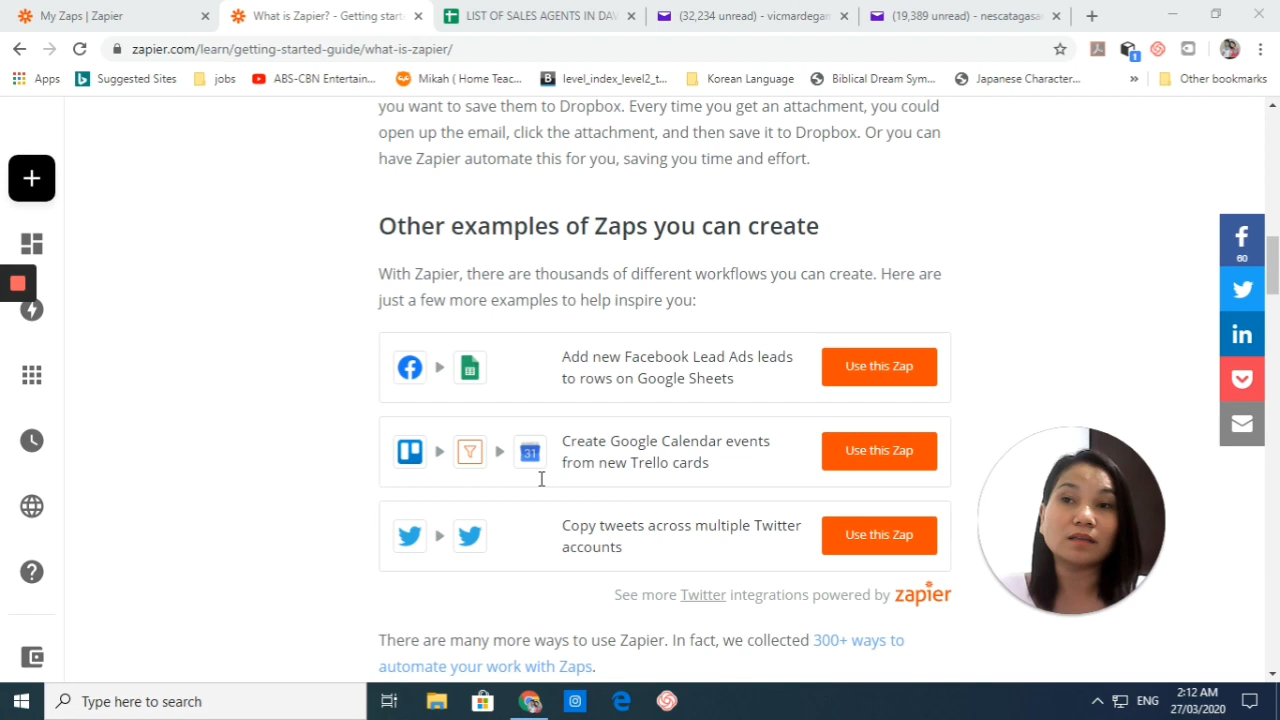 My Zaps | Zapier
What is Zapier? - Getting start
LIST OF SALES AGENTS IN DAV
(32,234 unread) - vicmardegan
(19,389 unread) - nescatagasa
zapier.com/learn/getting-started-guide/what-is-zapier/
Apps
Suggested Sites
jobs
ABS-CBN Entertain...
Mikah ( Home Teac...
level_index_level2_t...
Korean Language
Biblical Dream Sym...
Japanese Character...
Other bookmarks
you want to save them to Dropbox. Every time you get an attachment, you could
open up the email, click the attachment, and then save it to Dropbox. Or you can
have Zapier automate this for you, saving you time and effort.
Other examples of Zaps you can create
With Zapier, there are thousands of different workflows you can create. Here are
just a few more examples to help inspire you:
Add new Facebook Lead Ads leads
to rows on Google Sheets
Use this Zap
31
Create Google Calendar events
from new Trello cards
Use this Zap
Copy tweets across multiple Twitter
accounts
Use this Zap
See more Twitter integrations powered by zapier
There are many more ways to use Zapier. In fact, we collected 300+ ways to
automate your work with Zaps.
60
Type here to search
ENG
2:12 AM
27/03/2020